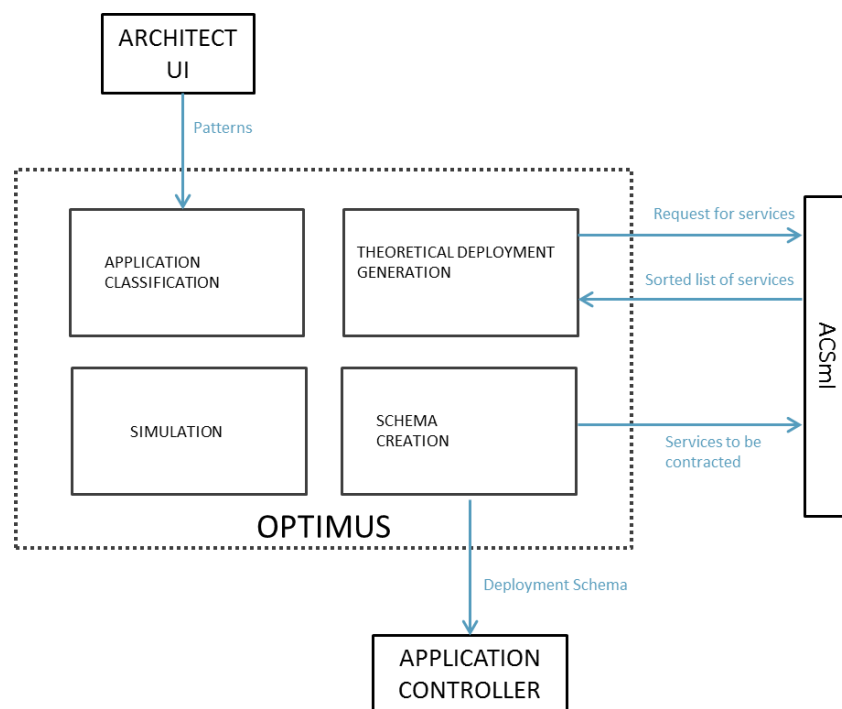 ARCHITECT
UI
Patterns
APPLICATION
CLASSIFICATION
THEORETICAL DEPLOYMENT
GENERATION
Request for services
Sorted list of services
ACSmI
SIMULATION
SCHEMA
CREATION
Services to be
contracted
OPTIMUS
Deployment Schema
APPLICATION
CONTROLLER